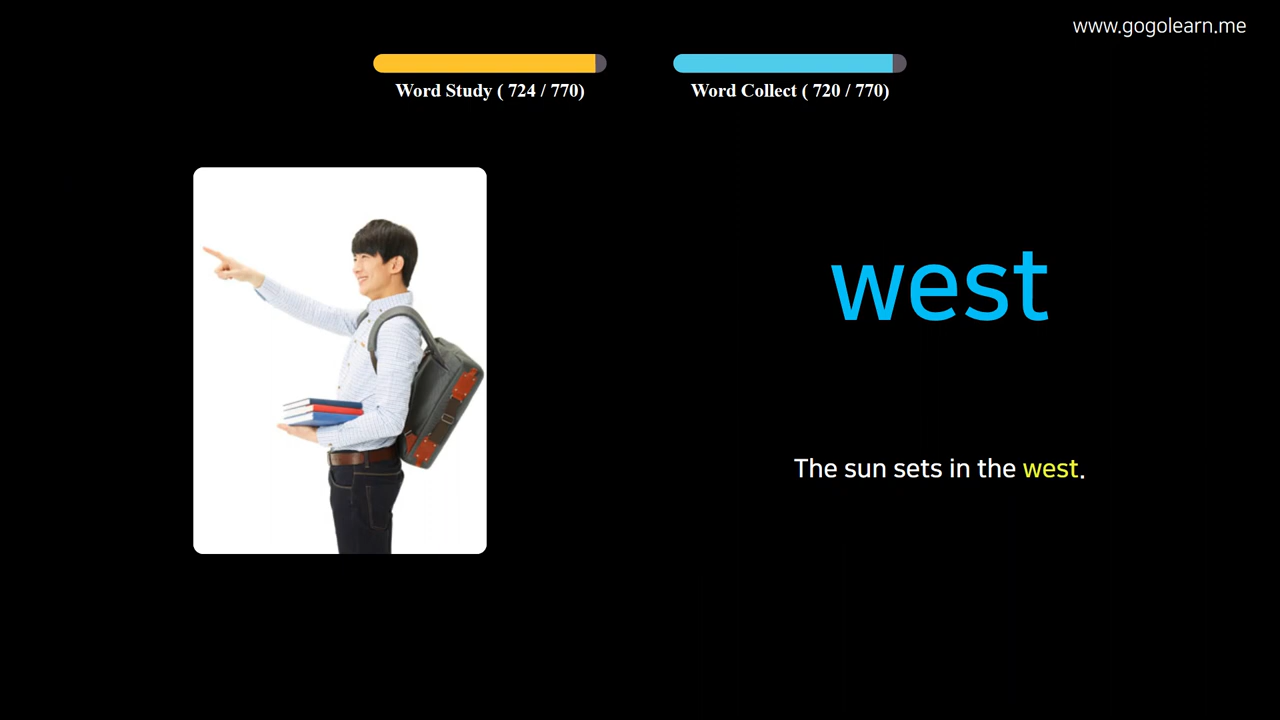 www.gogolearn.me
Word Study ( 724 / 770)
Word Collect ( 720 / 770)
west
The sun sets in the west.